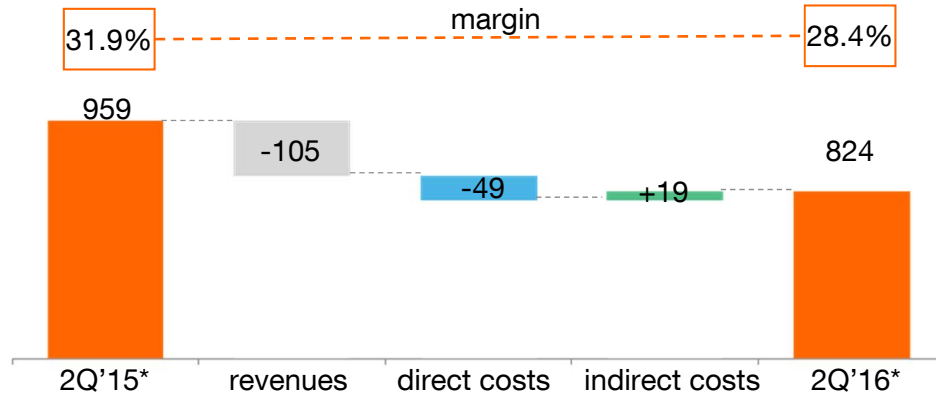 margin
31.9%
28.4%
959
-105
-49
+19
824
2Q’15*
revenues
direct costs
indirect costs
2Q’16*